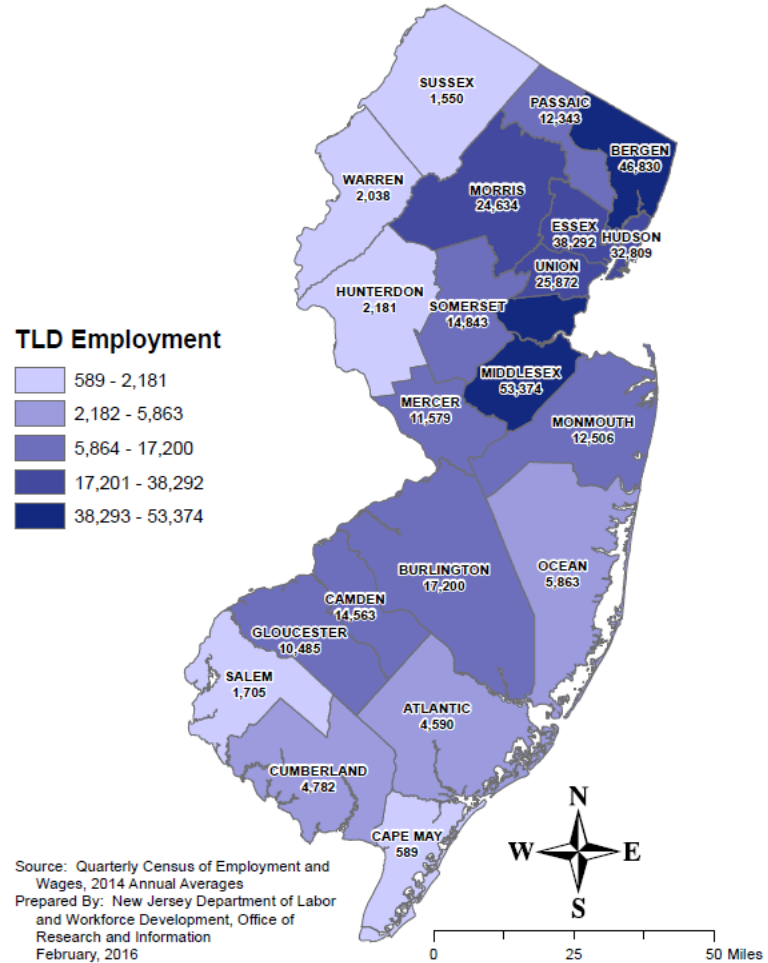 SUSSEX
1,550
PASSAIC
12,343
BERGEN
46,830
WARREN
2,038
MORRIS
24,634
ESSEX
38,292
HUDSON
32,809
UNION
25,872
HUNTERDON
2,181
SOMERSET
14,843
TLD Employment
589 - 2,181
2,182 - 5,863
5,864 - 17,200
17,201 - 38,292
38,293 - 53,374
MIDDLESEX
53,374
MERCER
11,579
MONMOUTH
12,506
OCEAN
5,863
BURLINGTON
17,200
CAMDEN
14,563
GLOUCESTER
10,485
SALEM
1,705
ATLANTIC
4,590
CUMBERLAND
4,782
CAPE MAY
589
N
W E
S
Source: Quarterly Census of Employment and
Wages, 2014 Annual Averages
Prepared By: New Jersey Department of Labor
and Workforce Development, Office of
Research and Information
February, 2016
0 25 50 Miles